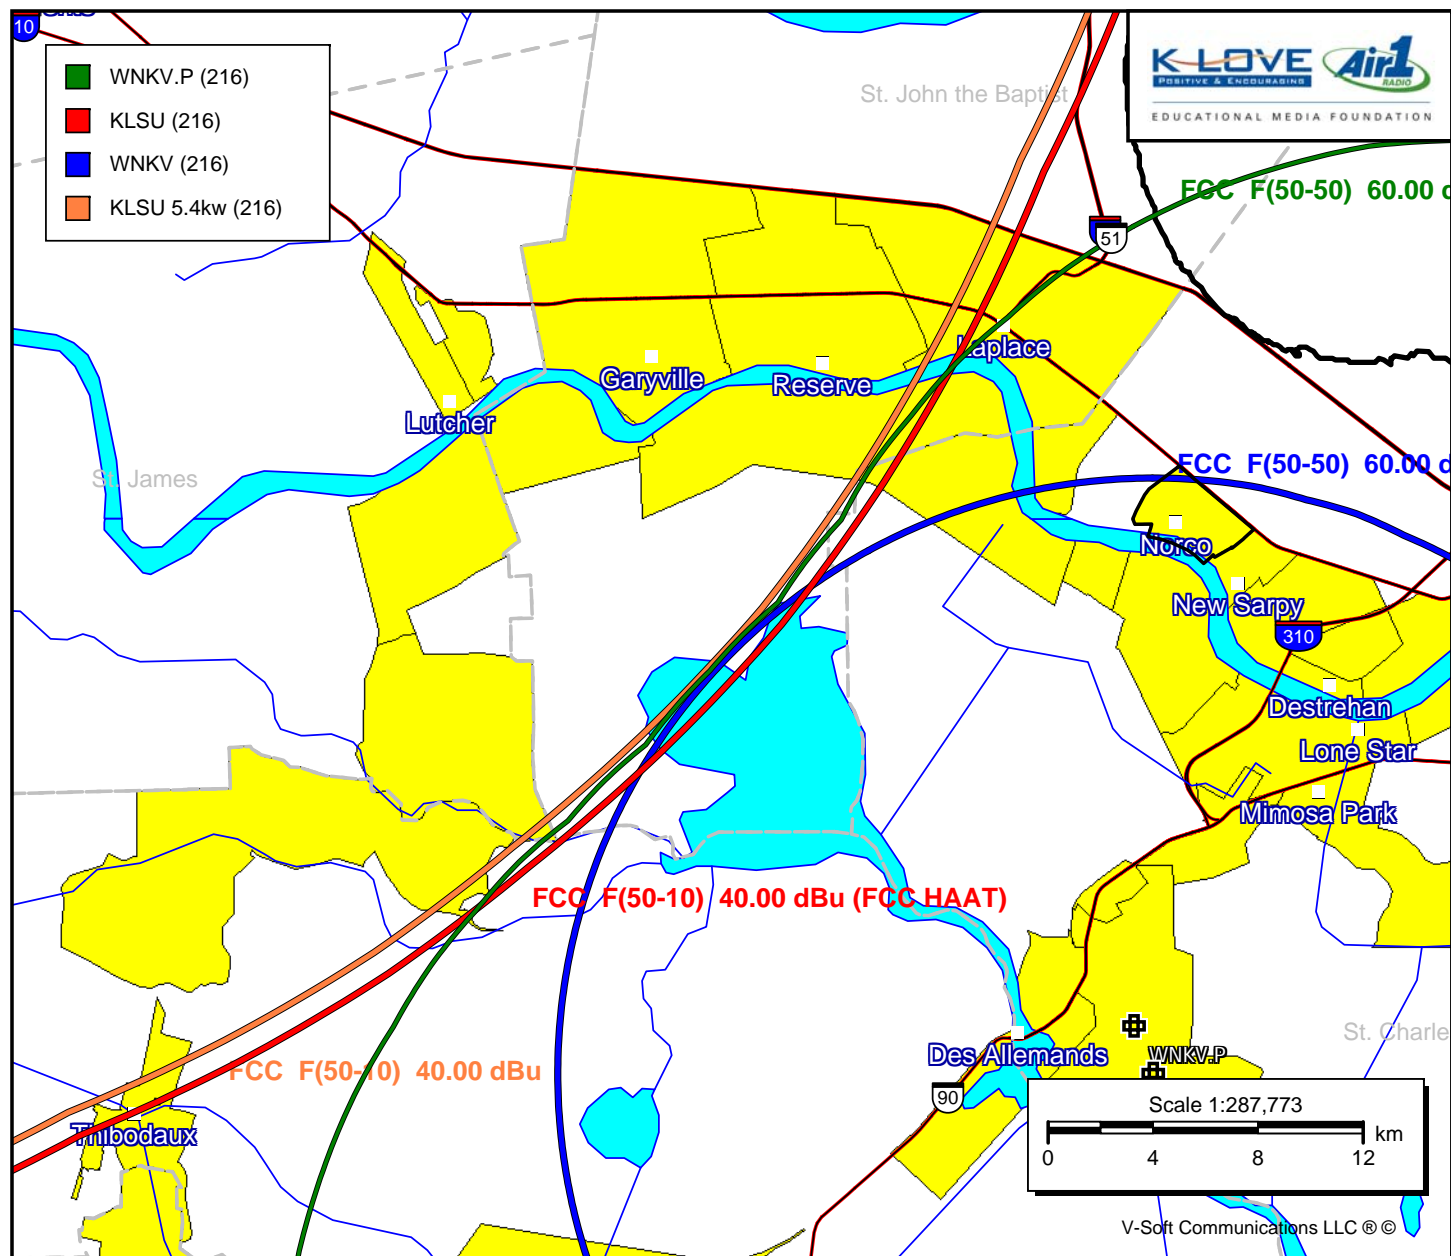 10
WNKV.P (216)
KLSU (216)
WNKV (216)
KLSU 5.4kw (216)
St. John the Baptist
K-LOVE
POSITIVE & ENCOURAGING
Air1
RADIO
EDUCATIONAL MEDIA FOUNDATION
FCC F(50-50) 60.00 d
51
Laplace
Garyville
Reserve
Lutcher
St. James
FCC F(50-50) 60.00 d
Norco
New Sarpy
310
Destrehan
Lone Star
Mimosa Park
FCC F(50-10) 40.00 dBu (FCC HAAT)
St. Charle
Des Allemands
WNKV.P
FCC F(50-10) 40.00 dBu
90
Thibodaux
Scale 1:287,773
km
0 4 8 12
V-Soft Communications LLC ® ©